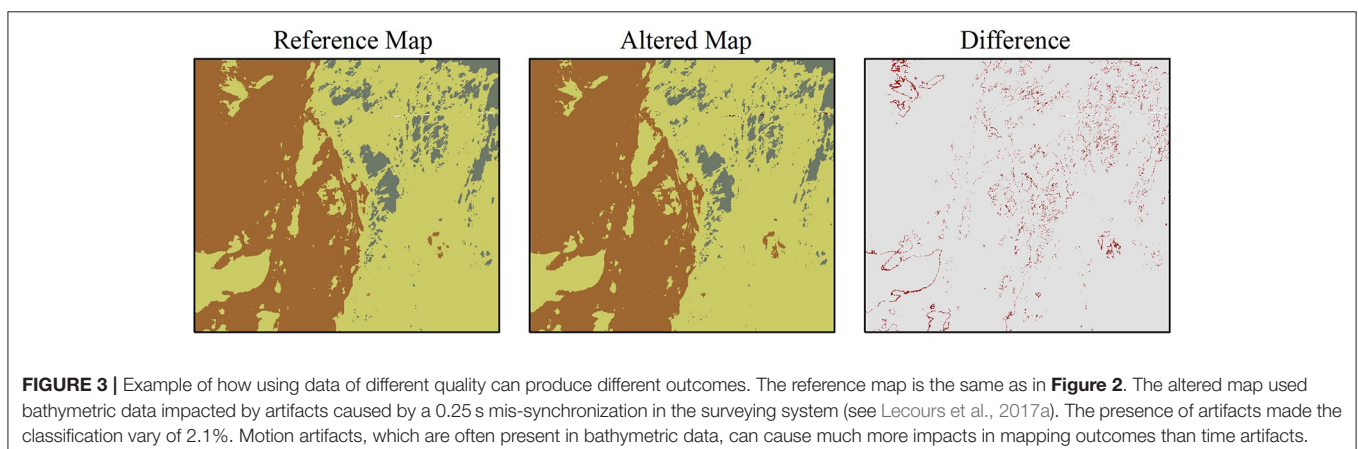 Reference Map
Altered Map
Difference
FIGURE 3 | Example of how using data of different quality can produce different outcomes. The reference map is the same as in Figure 2. The altered map used
bathymetric data impacted by artifacts caused by a 0.25 s mis-synchronization in the surveying system (see Lecours et al., 2017a). The presence of artifacts made the
classification vary of 2.1%. Motion artifacts, which are often present in bathymetric data, can cause much more impacts in mapping outcomes than time artifacts.